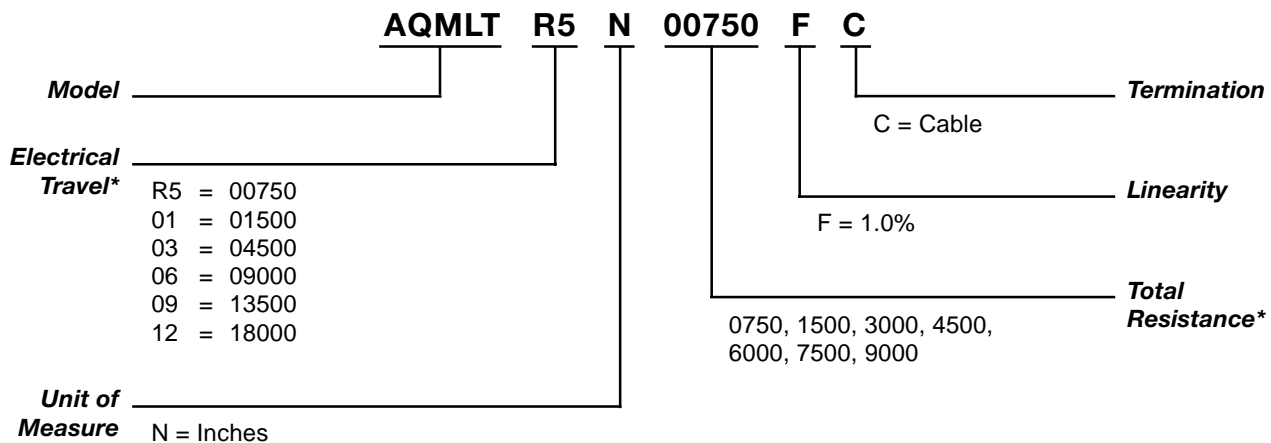 AQMLT R5 N 00750 F C
Model
Termination
C = Cable
Electrical
Travel*
R5 = 00750
01 = 01500
03 = 04500
06 = 09000
09 = 13500
12 = 18000
Linearity
F = 1.0%
Total
Resistance*
0750, 1500, 3000, 4500,
6000, 7500, 9000
Unit of
Measure
N = Inches